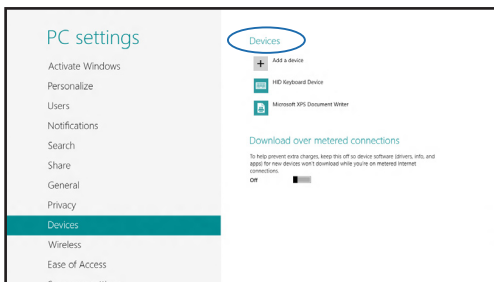 PC settings
Activate Windows
Personalize
Users
Notifications
Search
Share
General
Privacy
Devices
Wireless
Ease of Access
Devices
Add a device
HID Keyboard Device
Microsoft XPS Document Writer
Download over metered connections
To help prevent extra charges, keep this off so device software (drivers, info, and
apps) for new devices won't download while you're on metered Internet
connections.
Off